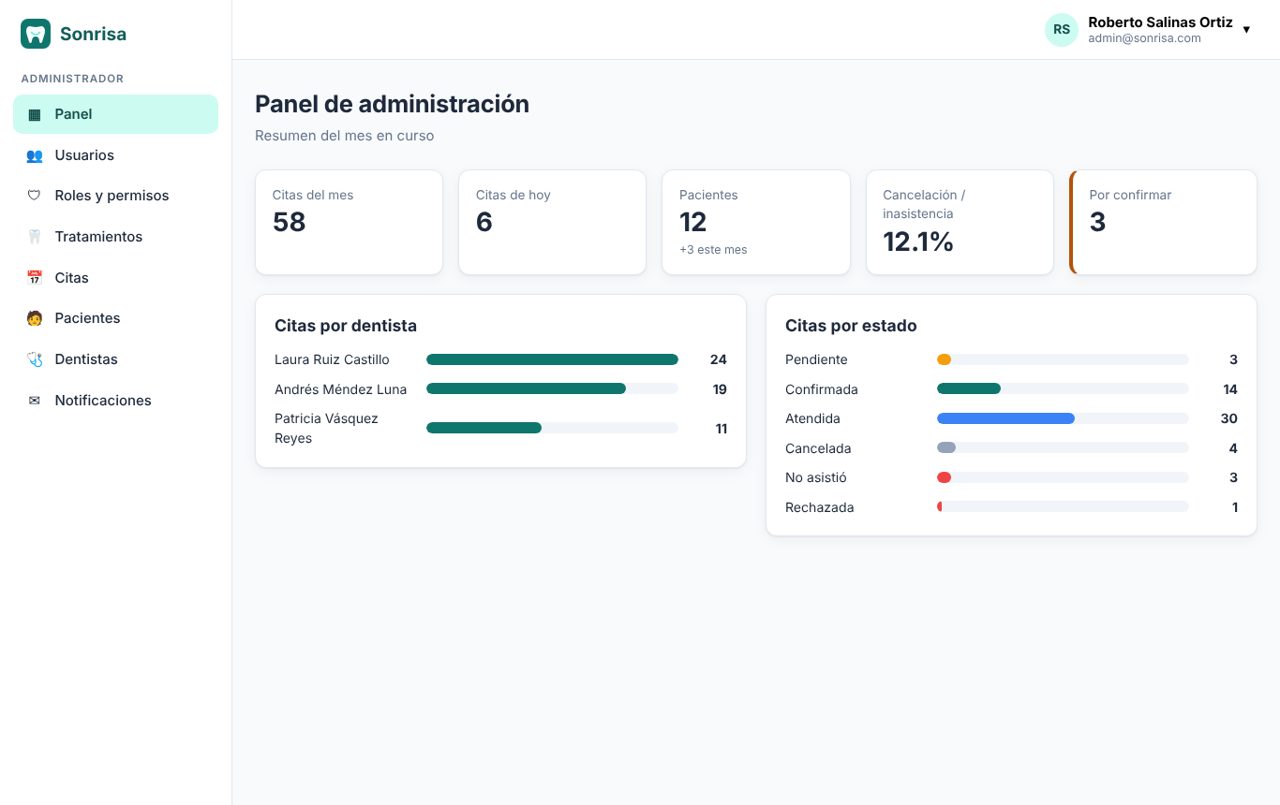 Sonrisa
ADMINISTRADOR
Panel
Usuarios
Roles y permisos
Tratamientos
Citas
Pacientes
Dentistas
Notificaciones
RS
Roberto Salinas Ortiz
admin@sonrisa.com
Panel de administración
Resumen del mes en curso
Citas del mes
58
Citas de hoy
6
Pacientes
12
+3 este mes
Cancelación /
inasistencia
12.1%
Por confirmar
3
Citas por dentista
Laura Ruiz Castillo 24
Andrés Méndez Luna 19
Patricia Vásquez
Reyes 11
Citas por estado
Pendiente 3
Confirmada 14
Atendida 30
Cancelada 4
No asistió 3
Rechazada 1